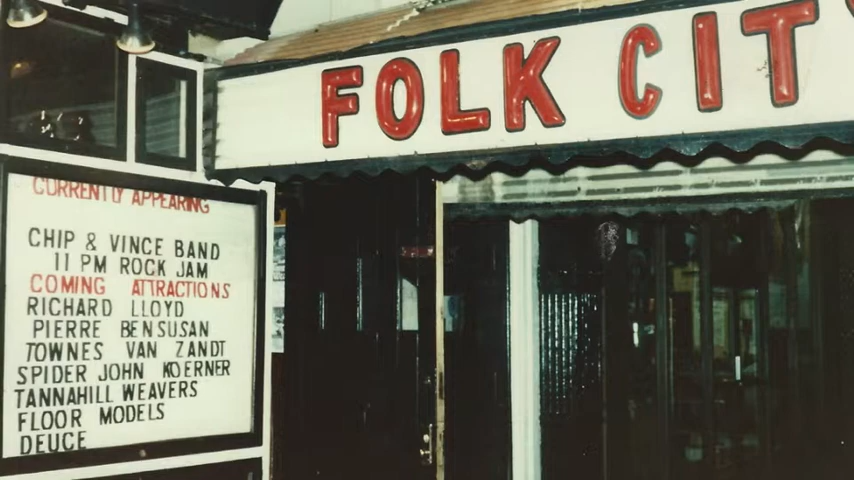 FOLK CITY
CURRENTLY APPEARING
CHIP & VINCE BAND
11 PM ROCK JAM
COMING ATTRACTIONS
RICHARD LLOYD
PIERRE BENSUSAN
TOWNES VAN ZANDT
SPIDER JOHN KOERNER
TANNAHILL WEAVERS
FLOOR MODELS
DEUCE